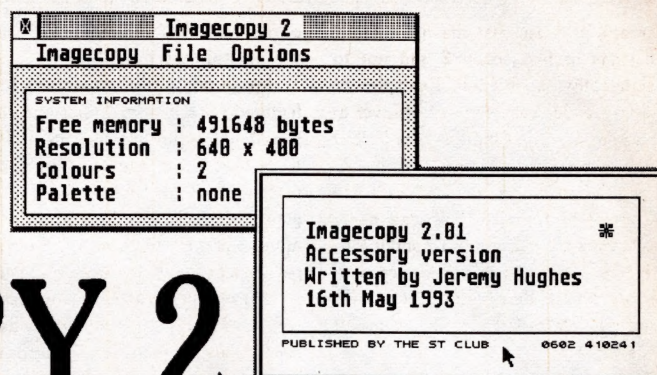 Imagecopy 2
Imagecopy File Options
SYSTEM INFORMATION
Free memory : 491648 bytes
Resolution : 640 x 400
Colours : 2
Palette : none
Imagecopy 2.01
Accessory version
Written by Jeremy Hughes
16th May 1993
PUBLISHED BY THE ST CLUB 0602 410241
PY 2